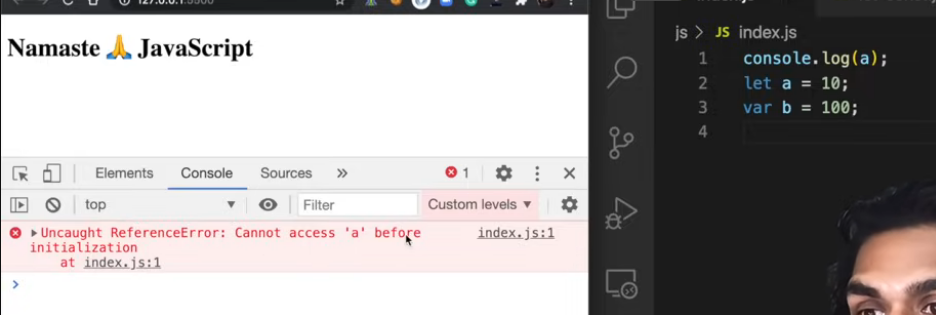 Namaste 🙏 JavaScript
Elements Console Sources » 1
top Filter Custom levels
Uncaught ReferenceError: Cannot access 'a' before index.js:1
initialization
at index.js:1
js > JS index.js
1 console.log(a);
2 let a = 10;
3 var b = 100;
4